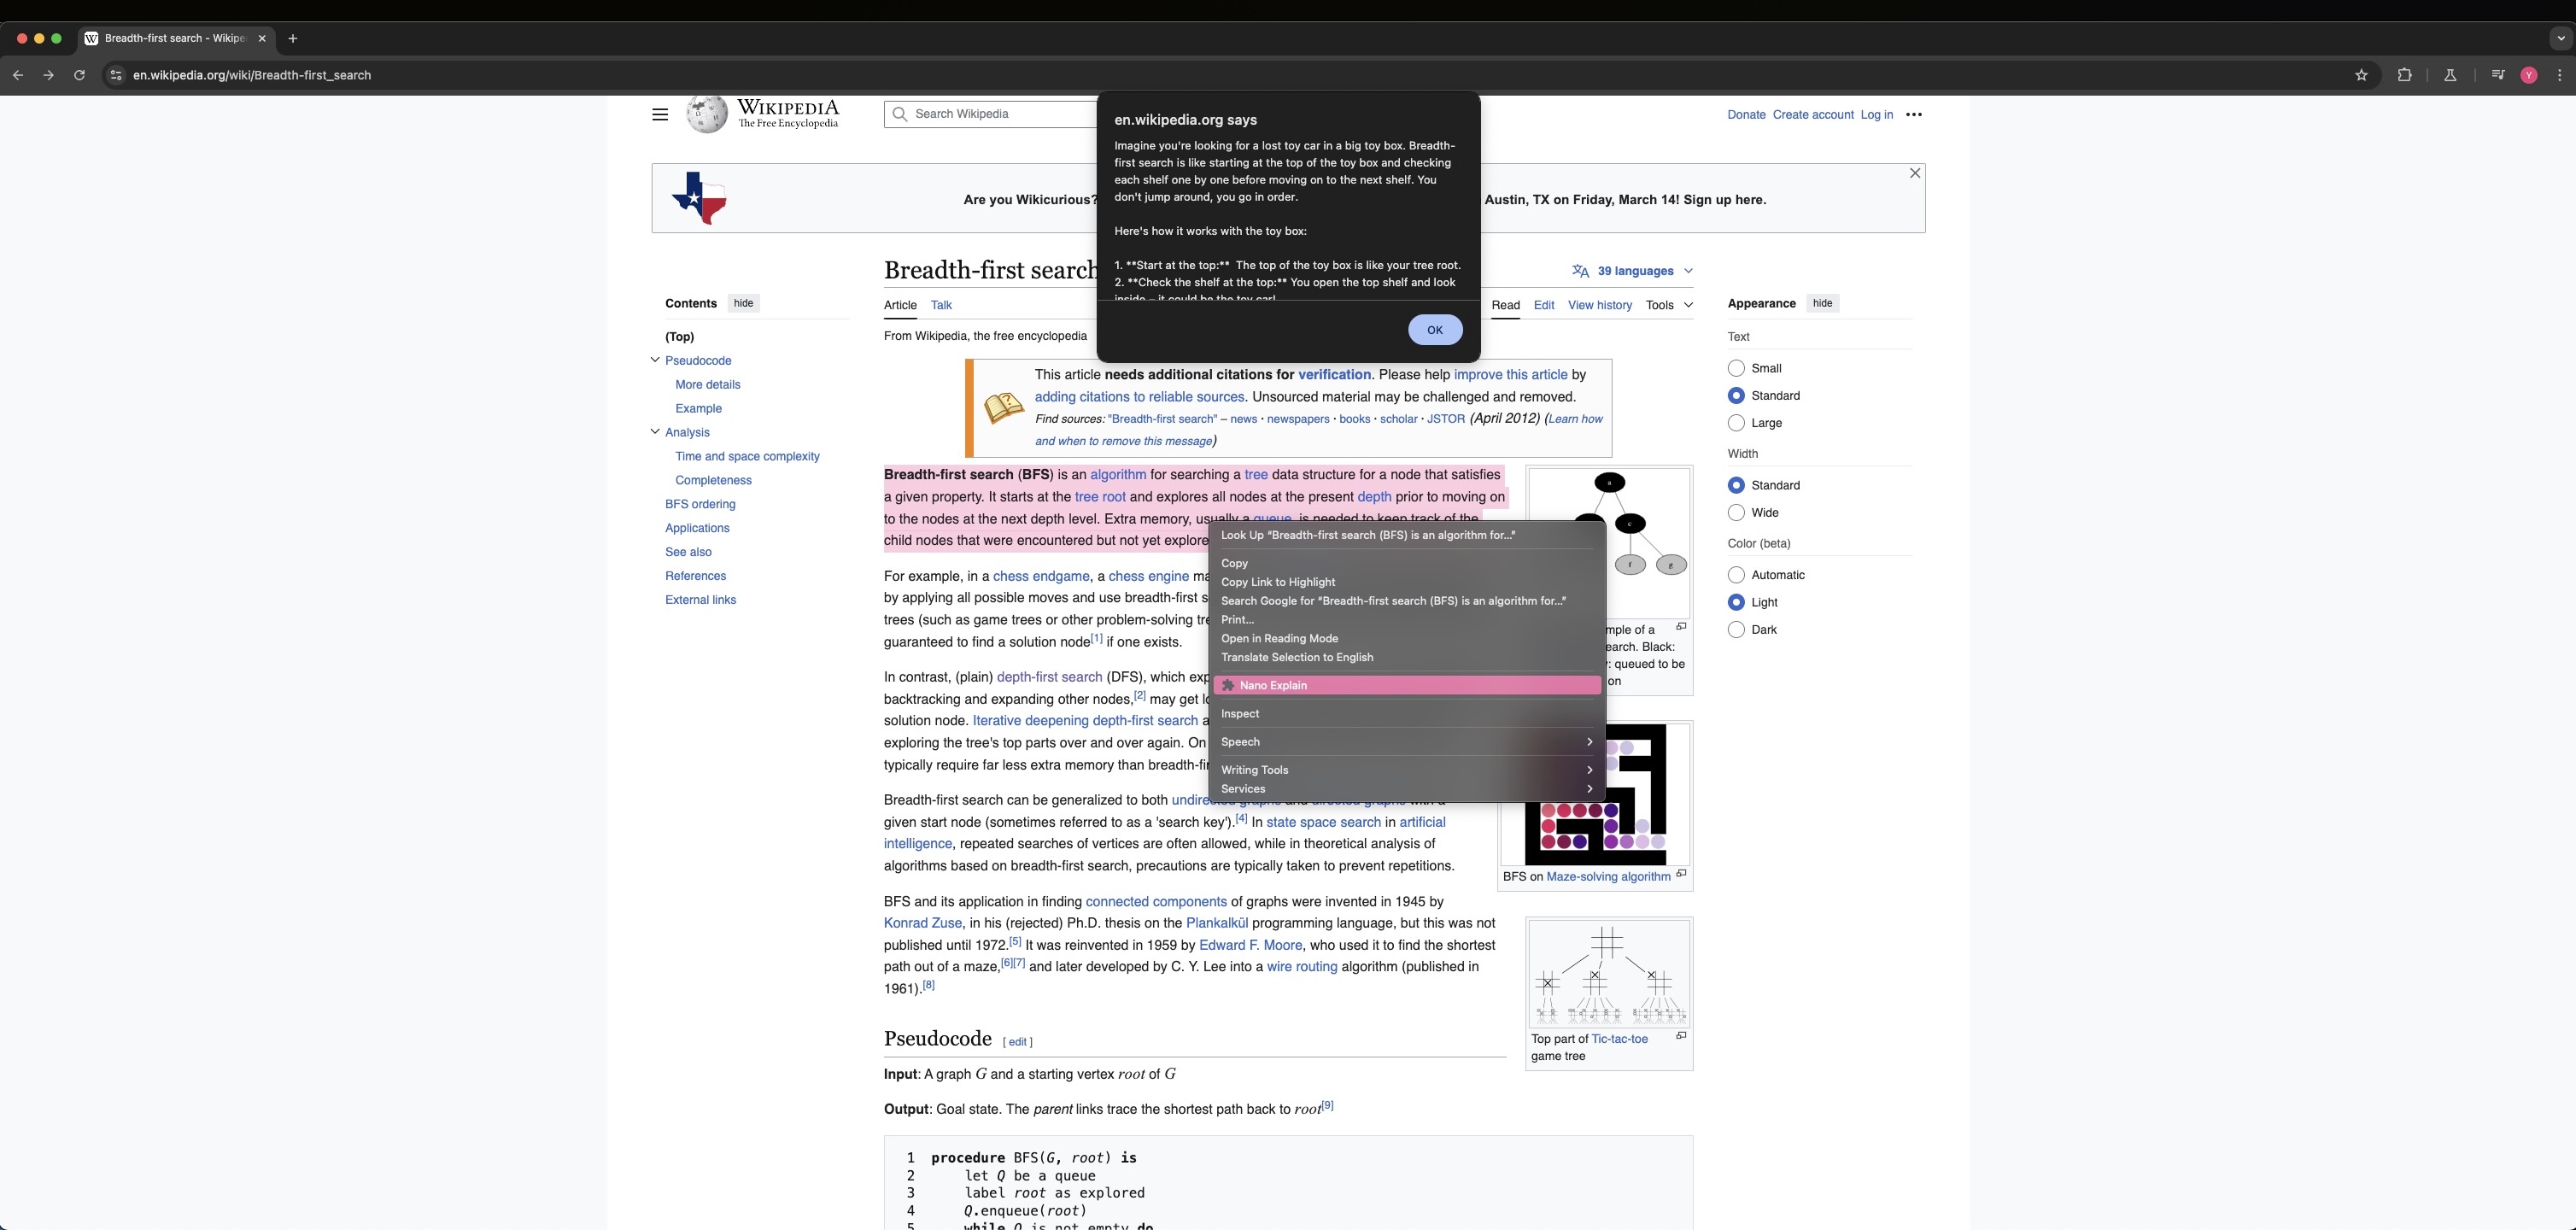 Breadth-first search - Wikipe
en.wikipedia.org/wiki/Breadth-first_search
Y
WIKIPEDIA
The Free Encyclopedia
Search Wikipedia
Donate Create account Log in
Are you Wikicurious?
Austin, TX on Friday, March 14! Sign up here.
en.wikipedia.org says
Imagine you're looking for a lost toy car in a big toy box. Breadth-
first search is like starting at the top of the toy box and checking
each shelf one by one before moving on to the next shelf. You
don't jump around, you go in order.
Here's how it works with the toy box:
1. **Start at the top:** The top of the toy box is like your tree root.
2. **Check the shelf at the top:** You open the top shelf and look
inside – it could be the toy car!
OK
Contents hide
(Top)
Pseudocode
More details
Example
Analysis
Time and space complexity
Completeness
BFS ordering
Applications
See also
References
External links
Breadth-first search
39 languages
Article Talk
Read Edit View history Tools
From Wikipedia, the free encyclopedia
This article needs additional citations for verification. Please help improve this article by
adding citations to reliable sources. Unsourced material may be challenged and removed.
Find sources: "Breadth-first search" – news · newspapers · books · scholar · JSTOR (April 2012) (Learn how
and when to remove this message)
Breadth-first search (BFS) is an algorithm for searching a tree data structure for a node that satisfies
a given property. It starts at the tree root and explores all nodes at the present depth prior to moving on
to the nodes at the next depth level. Extra memory, usually a queue, is needed to keep track of the
child nodes that were encountered but not yet explore
For example, in a chess endgame, a chess engine ma
by applying all possible moves and use breadth-first s
trees (such as game trees or other problem-solving tre
guaranteed to find a solution node[1] if one exists.
In contrast, (plain) depth-first search (DFS), which exp
backtracking and expanding other nodes,[2] may get lo
solution node. Iterative deepening depth-first search a
exploring the tree's top parts over and over again. On
typically require far less extra memory than breadth-fir
Breadth-first search can be generalized to both undirected graphs and directed graphs with a
given start node (sometimes referred to as a 'search key').[4] In state space search in artificial
intelligence, repeated searches of vertices are often allowed, while in theoretical analysis of
algorithms based on breadth-first search, precautions are typically taken to prevent repetitions.
BFS and its application in finding connected components of graphs were invented in 1945 by
Konrad Zuse, in his (rejected) Ph.D. thesis on the Plankalkül programming language, but this was not
published until 1972.[5] It was reinvented in 1959 by Edward F. Moore, who used it to find the shortest
path out of a maze,[6][7] and later developed by C. Y. Lee into a wire routing algorithm (published in
1961).[8]
Pseudocode [ edit ]
Input: A graph G and a starting vertex root of G
Output: Goal state. The parent links trace the shortest path back to root[9]
1 procedure BFS(G, root) is
2 let Q be a queue
3 label root as explored
4 Q.enqueue(root)
5 while Q is not empty do
Look Up “Breadth-first search (BFS) is an algorithm for...”
Copy
Copy Link to Highlight
Search Google for “Breadth-first search (BFS) is an algorithm for...”
Print...
Open in Reading Mode
Translate Selection to English
Nano Explain
Inspect
Speech
Writing Tools
Services
a
c
f g
mple of a
earch. Black:
: queued to be
on
BFS on Maze-solving algorithm
Top part of Tic-tac-toe
game tree
Appearance hide
Text
Small
Standard
Large
Width
Standard
Wide
Color (beta)
Automatic
Light
Dark